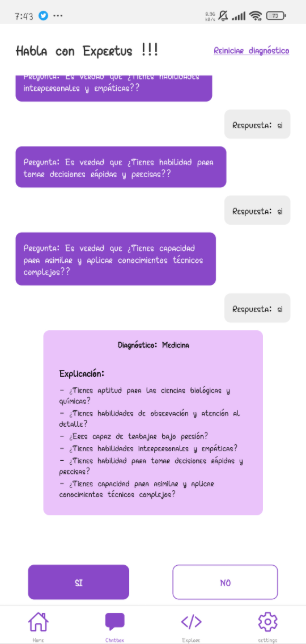 7:43
Habla con Expertus !!!
Reiniciar diagnóstico
Pregunta: Es verdad que ¿Tienes habilidades
interpersonales y empáticas??
Respuesta: si
Pregunta: Es verdad que ¿Tienes habilidad para
tomar decisiones rápidas y precisas??
Respuesta: si
Pregunta: Es verdad que ¿Tienes capacidad
para asimilar y aplicar conocimientos técnicos
complejos??
Respuesta: si
Diagnóstico: Medicina
Explicación:
- ¿Tienes aptitud para las ciencias biológicas y
químicas?
- ¿Tienes habilidades de observación y atención al
detalle?
- ¿Eres capaz de trabajar bajo presión?
- ¿Tienes habilidades interpersonales y empáticas?
- ¿Tienes habilidad para tomar decisiones rápidas y
precisas?
- ¿Tienes capacidad para asimilar y aplicar
conocimientos técnicos complejos?
SI
NO
Hero
Chatbox
Explore
settings